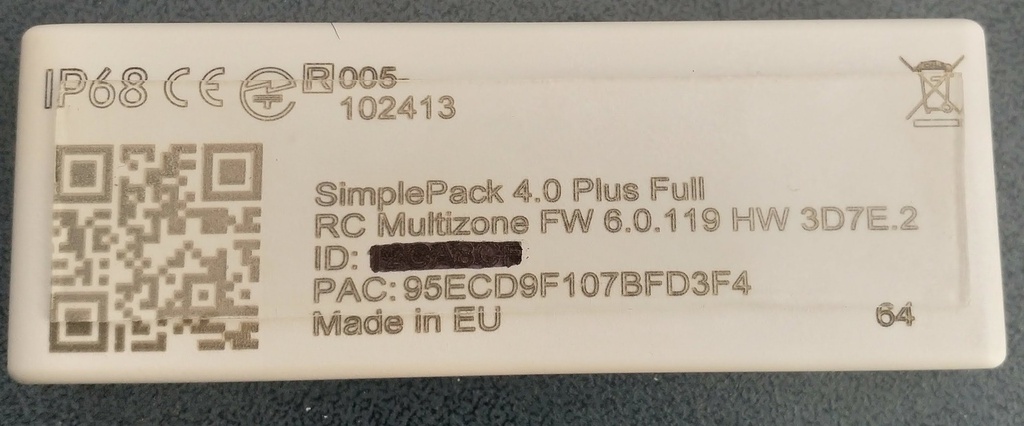 IP68 CE R 005-
102413
SimplePack 4.0 Plus Full
RC Multizone FW 6.0.119 HW 3D7E.2
ID:
PAC: 95ECD9F107BFD3F4
Made in EU
64